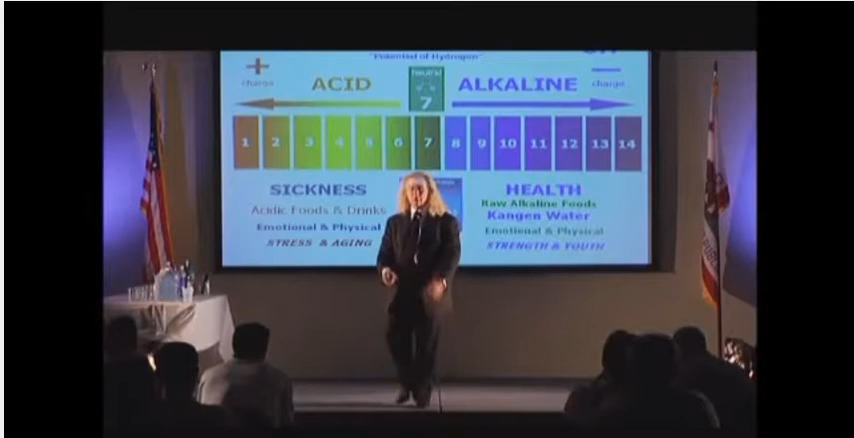 "Potential of Hydrogen"
+
charge
ACID
neutral
7
ALKALINE
charge
1 2 3 4 5 6 7 8 9 10 11 12 13 14
SICKNESS
Acidic Foods & Drinks
Emotional & Physical
STRESS & AGING
HEALTH
Raw Alkaline Foods
Kangen Water
Emotional & Physical
STRENGTH & YOUTH